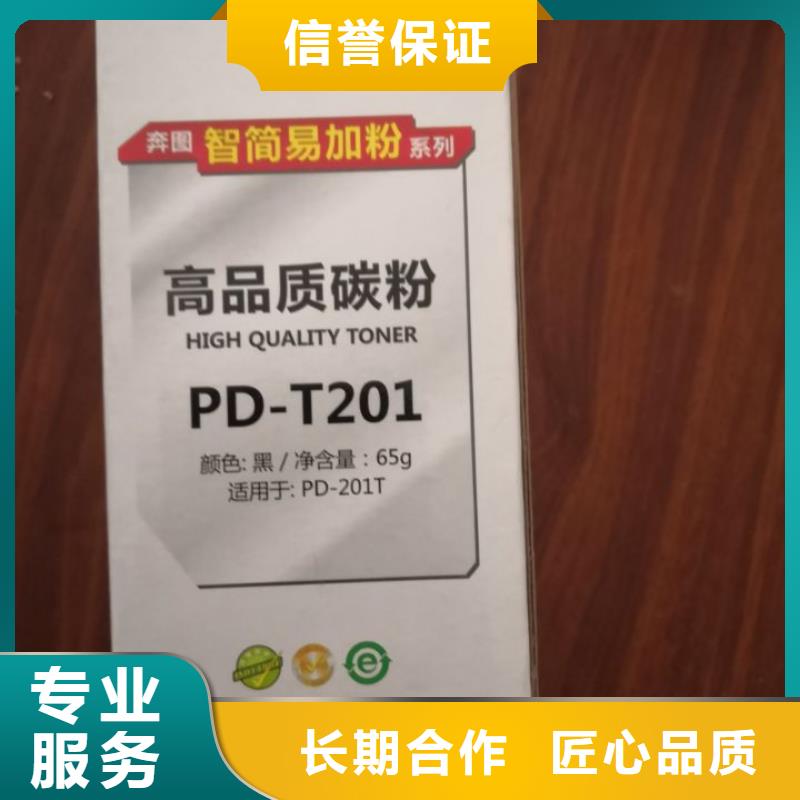 信誉保证
奔图 智简易加粉 系列
高品质碳粉
HIGH QUALITY TONER
PD-T201
颜色: 黑 / 净含量：65g
适用于: PD-201T
e
专业
服务
长期合作 匠心品质